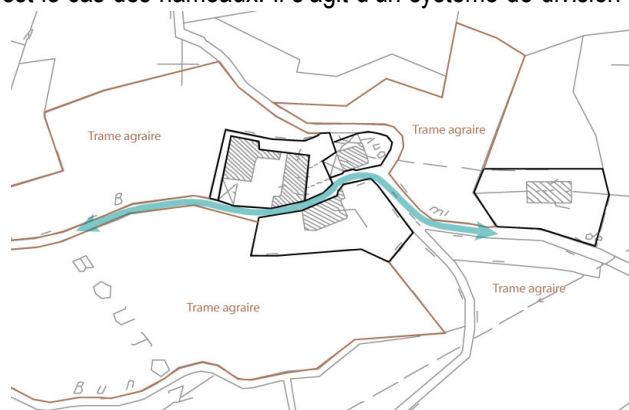 est le cas des hameaux. Il s'agit d'un système de division
Trame agraire
Trame agraire
B
Trame agraire
Trame agraire
B u n